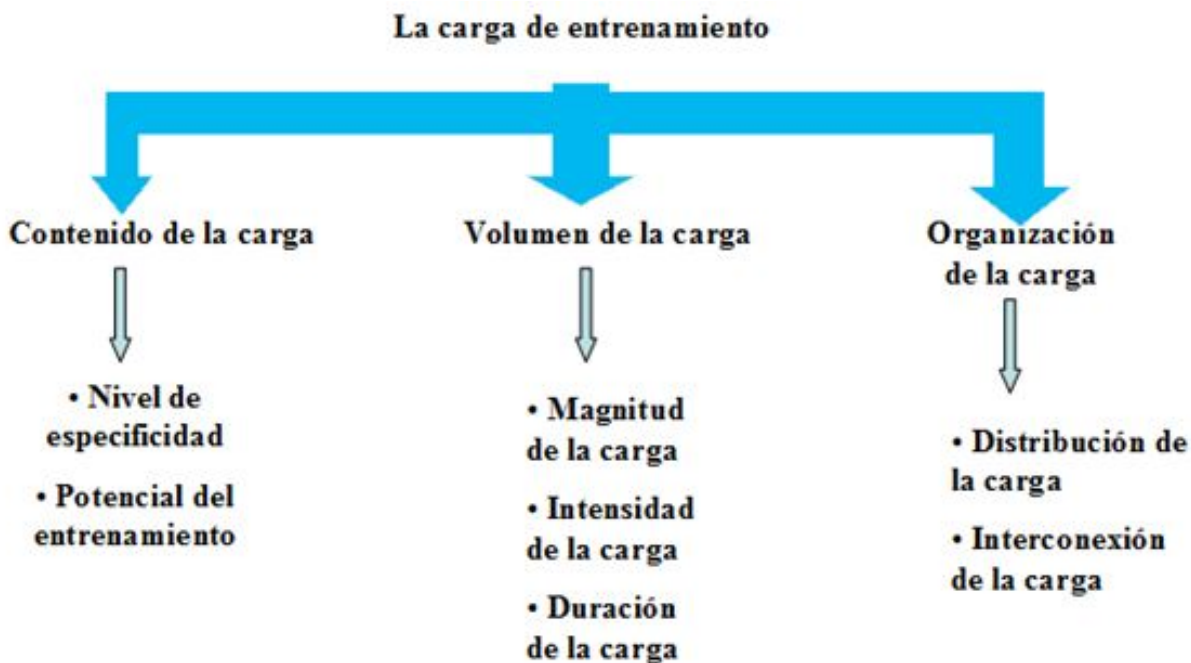 La carga de entrenamiento
Contenido de la carga
• Nivel de
especificidad
• Potencial del
entrenamiento
Volumen de la carga
• Magnitud
de la carga
• Intensidad
de la carga
• Duración
de la carga
Organización
de la carga
• Distribución de
la carga
• Interconexión
de la carga